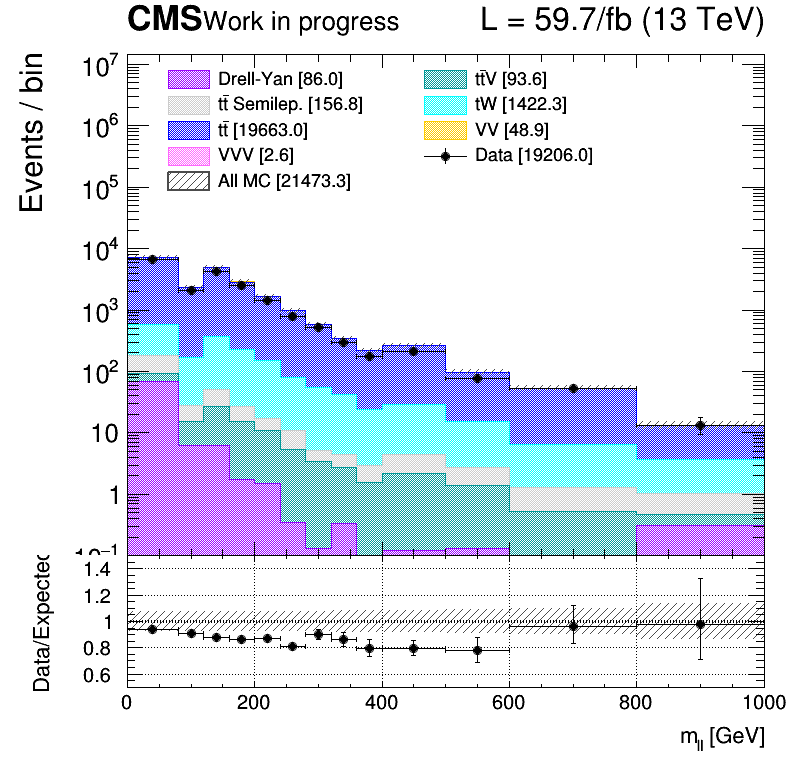 CMS Work in progress L = 59.7/fb (13 TeV)
Events / bin
Drell-Yan [86.0]
tt̄V [93.6]
tt̄ Semilep. [156.8]
tW [1422.3]
tt̄ [19663.0]
VV [48.9]
VVV [2.6]
Data [19206.0]
All MC [21473.3]
10⁷
10⁶
10⁵
10⁴
10³
10²
10
1
10⁻¹
Data/Expected
1.4
1.2
1
0.8
0.6
0 200 400 600 800 1000
m_ll [GeV]